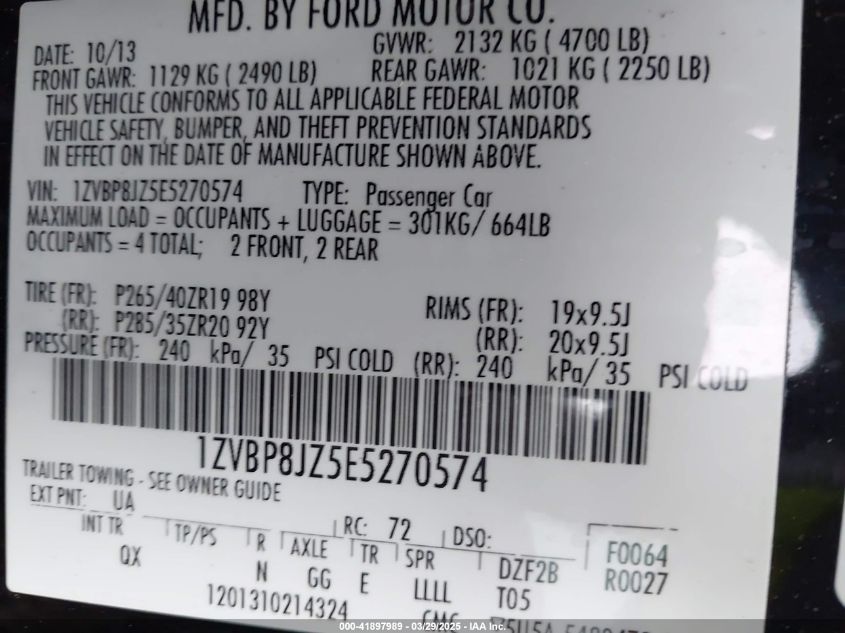 MFD. BY FORD MOTOR CO.
DATE: 10/13 GVWR: 2132 KG ( 4700 LB)
FRONT GAWR: 1129 KG ( 2490 LB) REAR GAWR: 1021 KG ( 2250 LB)
THIS VEHICLE CONFORMS TO ALL APPLICABLE FEDERAL MOTOR
VEHICLE SAFETY, BUMPER, AND THEFT PREVENTION STANDARDS
IN EFFECT ON THE DATE OF MANUFACTURE SHOWN ABOVE.
VIN: 1ZVBP8JZ5E5270574 TYPE: Passenger Car
MAXIMUM LOAD = OCCUPANTS + LUGGAGE = 301KG/ 664LB
OCCUPANTS = 4 TOTAL; 2 FRONT, 2 REAR
TIRE (FR): P265/40ZR19 98Y RIMS (FR): 19x9.5J
(RR): P285/35ZR20 92Y (RR): 20x9.5J
PRESSURE (FR): 240 kPa/ 35 PSI COLD (RR): 240 kPa/ 35 PSI COLD
1ZVBP8JZ5E5270574
TRAILER TOWING - SEE OWNER GUIDE
EXT PNT: UA RC: 72 DSO: F0064
INT TR TP/PS R AXLE TR SPR R0027
QX N GG E LLLL DZF2B
1201310214324 T05
000-41897989 - 03/29/2025 - IAA Inc.